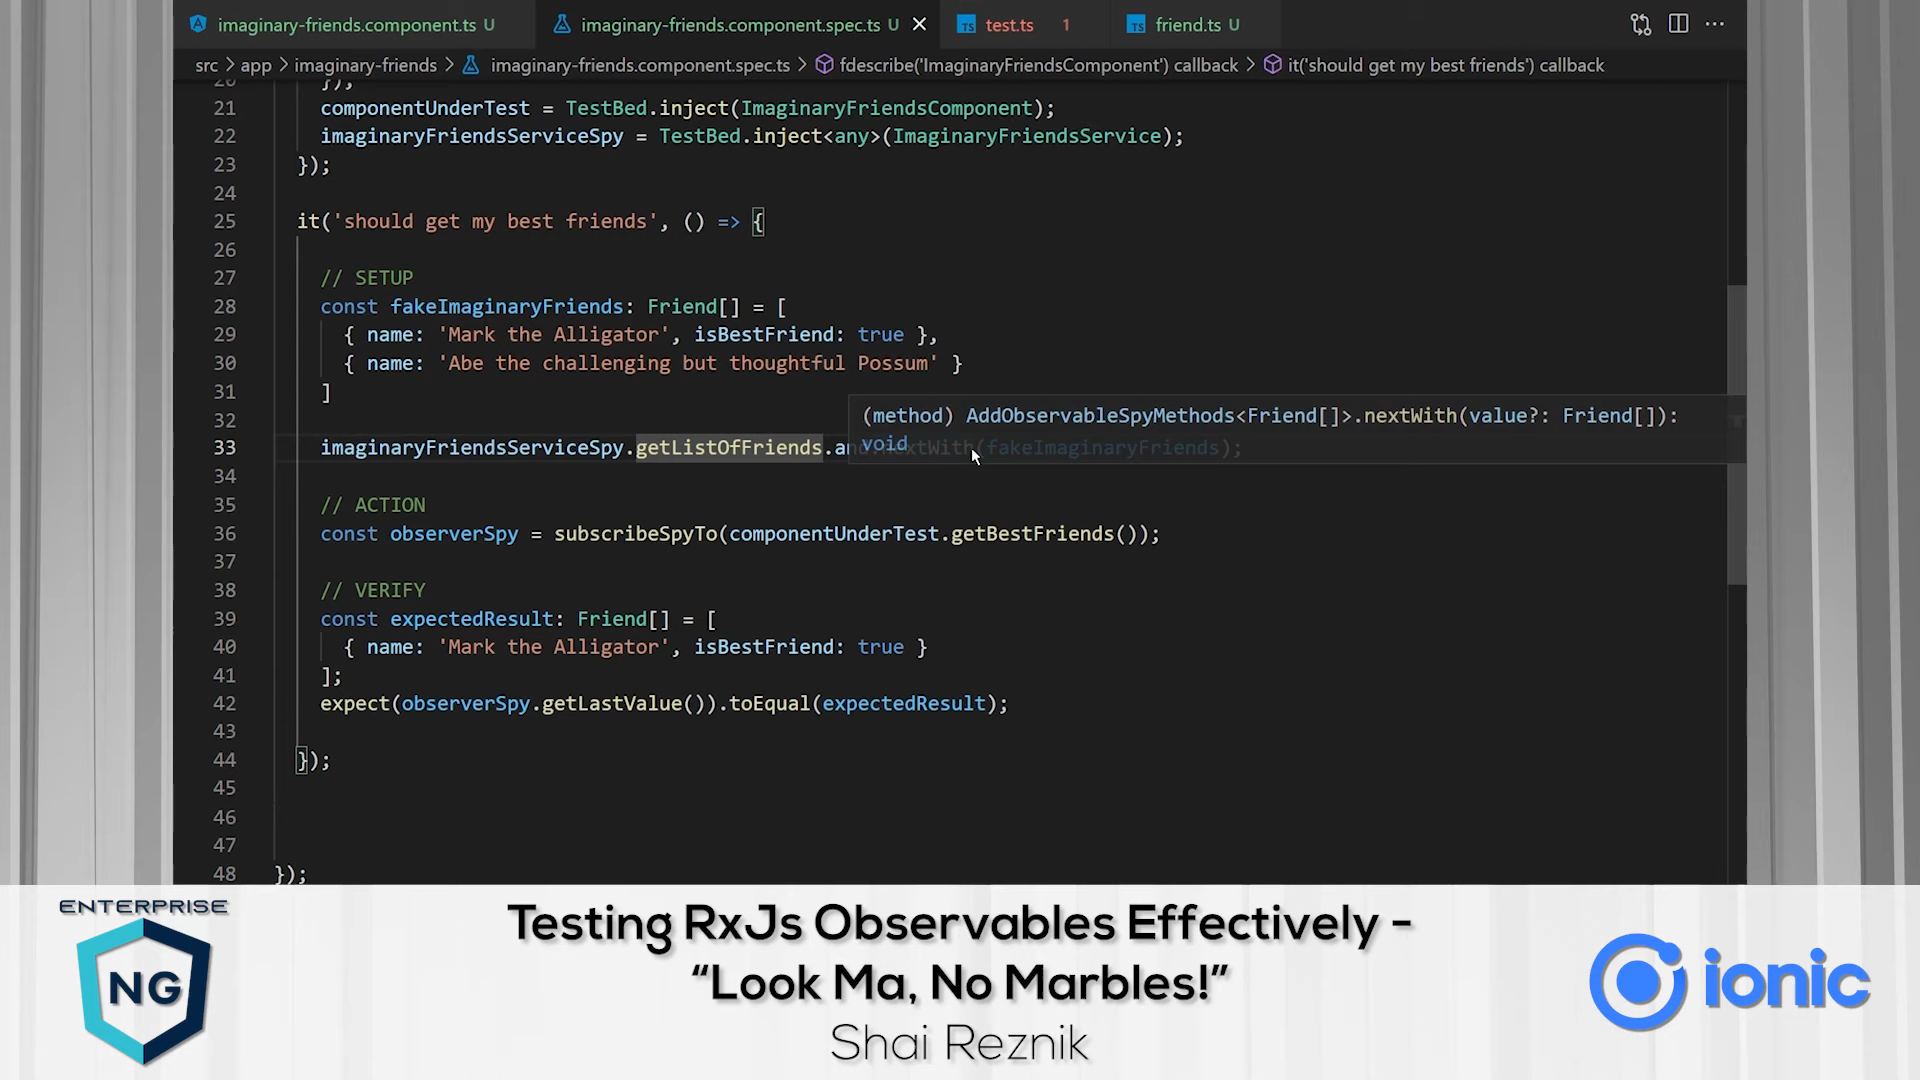 imaginary-friends.component.ts U
imaginary-friends.component.spec.ts U
test.ts 1
friend.ts U
src > app > imaginary-friends > imaginary-friends.component.spec.ts > fdescribe('ImaginaryFriendsComponent') callback > it('should get my best friends') callback
20 });
21 componentUnderTest = TestBed.inject(ImaginaryFriendsComponent);
22 imaginaryFriendsServiceSpy = TestBed.inject<any>(ImaginaryFriendsService);
23 });
24
25 it('should get my best friends', () => {
26
27 // SETUP
28 const fakeImaginaryFriends: Friend[] = [
29 { name: 'Mark the Alligator', isBestFriend: true },
30 { name: 'Abe the challenging but thoughtful Possum' }
31 ]
32
(method) AddObservableSpyMethods<Friend[]>.nextWith(value?: Friend[]):
void
33 imaginaryFriendsServiceSpy.getListOfFriends.and.nextWith(fakeImaginaryFriends);
34
35 // ACTION
36 const observerSpy = subscribeSpyTo(componentUnderTest.getBestFriends());
37
38 // VERIFY
39 const expectedResult: Friend[] = [
40 { name: 'Mark the Alligator', isBestFriend: true }
41 ];
42 expect(observerSpy.getLastValue()).toEqual(expectedResult);
43
44 });
45
46
47
48 });
ENTERPRISE
NG
Testing RxJs Observables Effectively -
“Look Ma, No Marbles!”
Shai Reznik
ionic